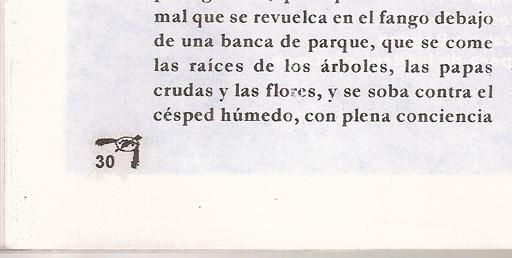 mal que se revuelca en el fango debajo
de una banca de parque, que se come
las raíces de los árboles, las papas
crudas y las flores, y se soba contra el
césped húmedo, con plena conciencia
30